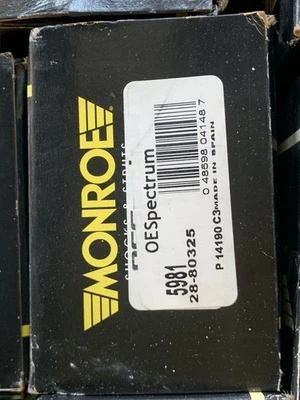 MONROE
SHOCKS & STRUTS
OESpectrum
5981
28-80325
0 48598 04148 7
MADE IN SPAIN
P 14190 C3